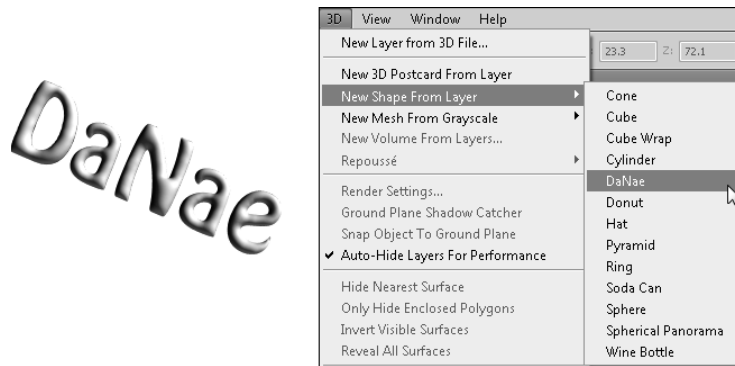 DaNae
3D View Window Help
New Layer from 3D File...
23.3 Z: 72.1
New 3D Postcard From Layer
New Shape From Layer
New Mesh From Grayscale
New Volume From Layers...
Repoussé
Render Settings...
Ground Plane Shadow Catcher
Snap Object To Ground Plane
Auto-Hide Layers For Performance
Hide Nearest Surface
Only Hide Enclosed Polygons
Invert Visible Surfaces
Reveal All Surfaces
Cone
Cube
Cube Wrap
Cylinder
DaNae
Donut
Hat
Pyramid
Ring
Soda Can
Sphere
Spherical Panorama
Wine Bottle